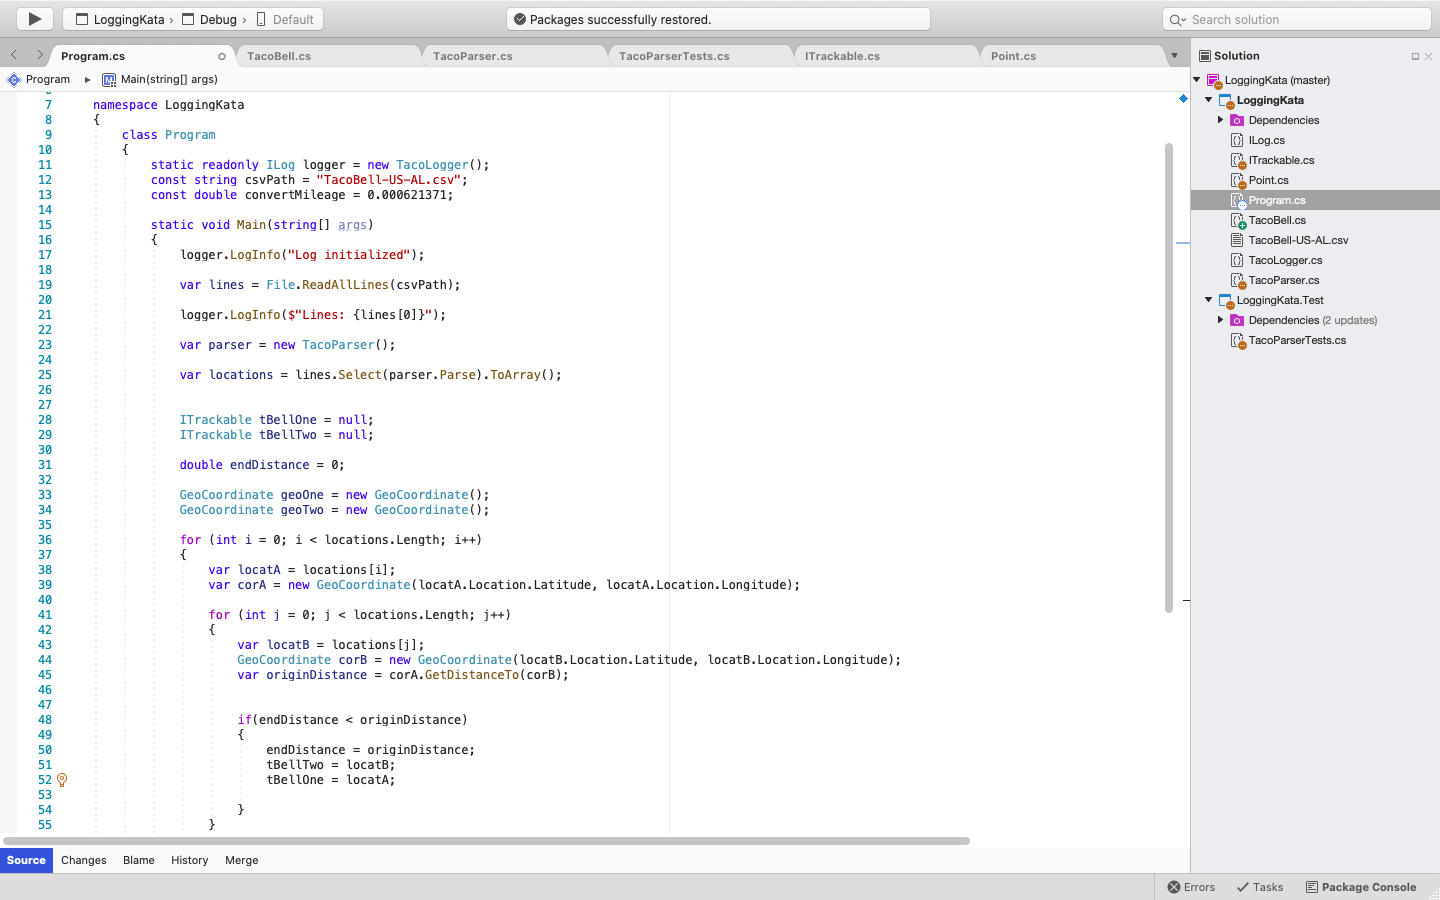 LoggingKata › Debug › Default
Packages successfully restored.
Search solution
Program.cs
TacoBell.cs
TacoParser.cs
TacoParserTests.cs
ITrackable.cs
Point.cs
Program ▸ Main(string[] args)
7 namespace LoggingKata
8 {
9 class Program
10 {
11 static readonly ILog logger = new TacoLogger();
12 const string csvPath = "TacoBell-US-AL.csv";
13 const double convertMileage = 0.000621371;
14
15 static void Main(string[] args)
16 {
17 logger.LogInfo("Log initialized");
18
19 var lines = File.ReadAllLines(csvPath);
20
21 logger.LogInfo($"Lines: {lines[0]}");
22
23 var parser = new TacoParser();
24
25 var locations = lines.Select(parser.Parse).ToArray();
26
27
28 ITrackable tBellOne = null;
29 ITrackable tBellTwo = null;
30
31 double endDistance = 0;
32
33 GeoCoordinate geoOne = new GeoCoordinate();
34 GeoCoordinate geoTwo = new GeoCoordinate();
35
36 for (int i = 0; i < locations.Length; i++)
37 {
38 var locatA = locations[i];
39 var corA = new GeoCoordinate(locatA.Location.Latitude, locatA.Location.Longitude);
40
41 for (int j = 0; j < locations.Length; j++)
42 {
43 var locatB = locations[j];
44 GeoCoordinate corB = new GeoCoordinate(locatB.Location.Latitude, locatB.Location.Longitude);
45 var originDistance = corA.GetDistanceTo(corB);
46
47
48 if(endDistance < originDistance)
49 {
50 endDistance = originDistance;
51 tBellTwo = locatB;
52 tBellOne = locatA;
53
54 }
55 }
Solution
LoggingKata (master)
LoggingKata
Dependencies
ILog.cs
ITrackable.cs
Point.cs
Program.cs
TacoBell.cs
TacoBell-US-AL.csv
TacoLogger.cs
TacoParser.cs
LoggingKata.Test
Dependencies (2 updates)
TacoParserTests.cs
Source Changes Blame History Merge
Errors Tasks Package Console